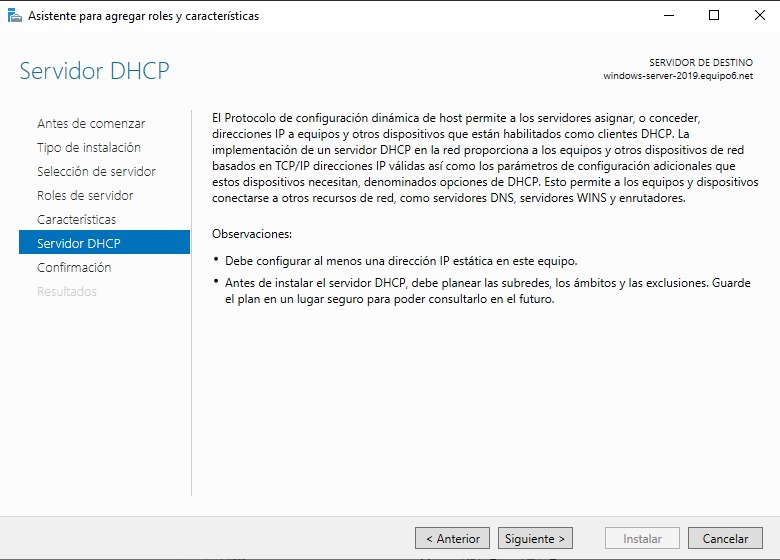 Asistente para agregar roles y características
Servidor DHCP
SERVIDOR DE DESTINO
windows-server-2019.equipo6.net
Antes de comenzar
Tipo de instalación
Selección de servidor
Roles de servidor
Características
Servidor DHCP
Confirmación
Resultados
El Protocolo de configuración dinámica de host permite a los servidores asignar, o conceder,
direcciones IP a equipos y otros dispositivos que están habilitados como clientes DHCP. La
implementación de un servidor DHCP en la red proporciona a los equipos y otros dispositivos de red
basados en TCP/IP direcciones IP válidas así como los parámetros de configuración adicionales que
estos dispositivos necesitan, denominados opciones de DHCP. Esto permite a los equipos y dispositivos
conectarse a otros recursos de red, como servidores DNS, servidores WINS y enrutadores.
Observaciones:
• Debe configurar al menos una dirección IP estática en este equipo.
• Antes de instalar el servidor DHCP, debe planear las subredes, los ámbitos y las exclusiones. Guarde
el plan en un lugar seguro para poder consultarlo en el futuro.
< Anterior
Siguiente >
Instalar
Cancelar